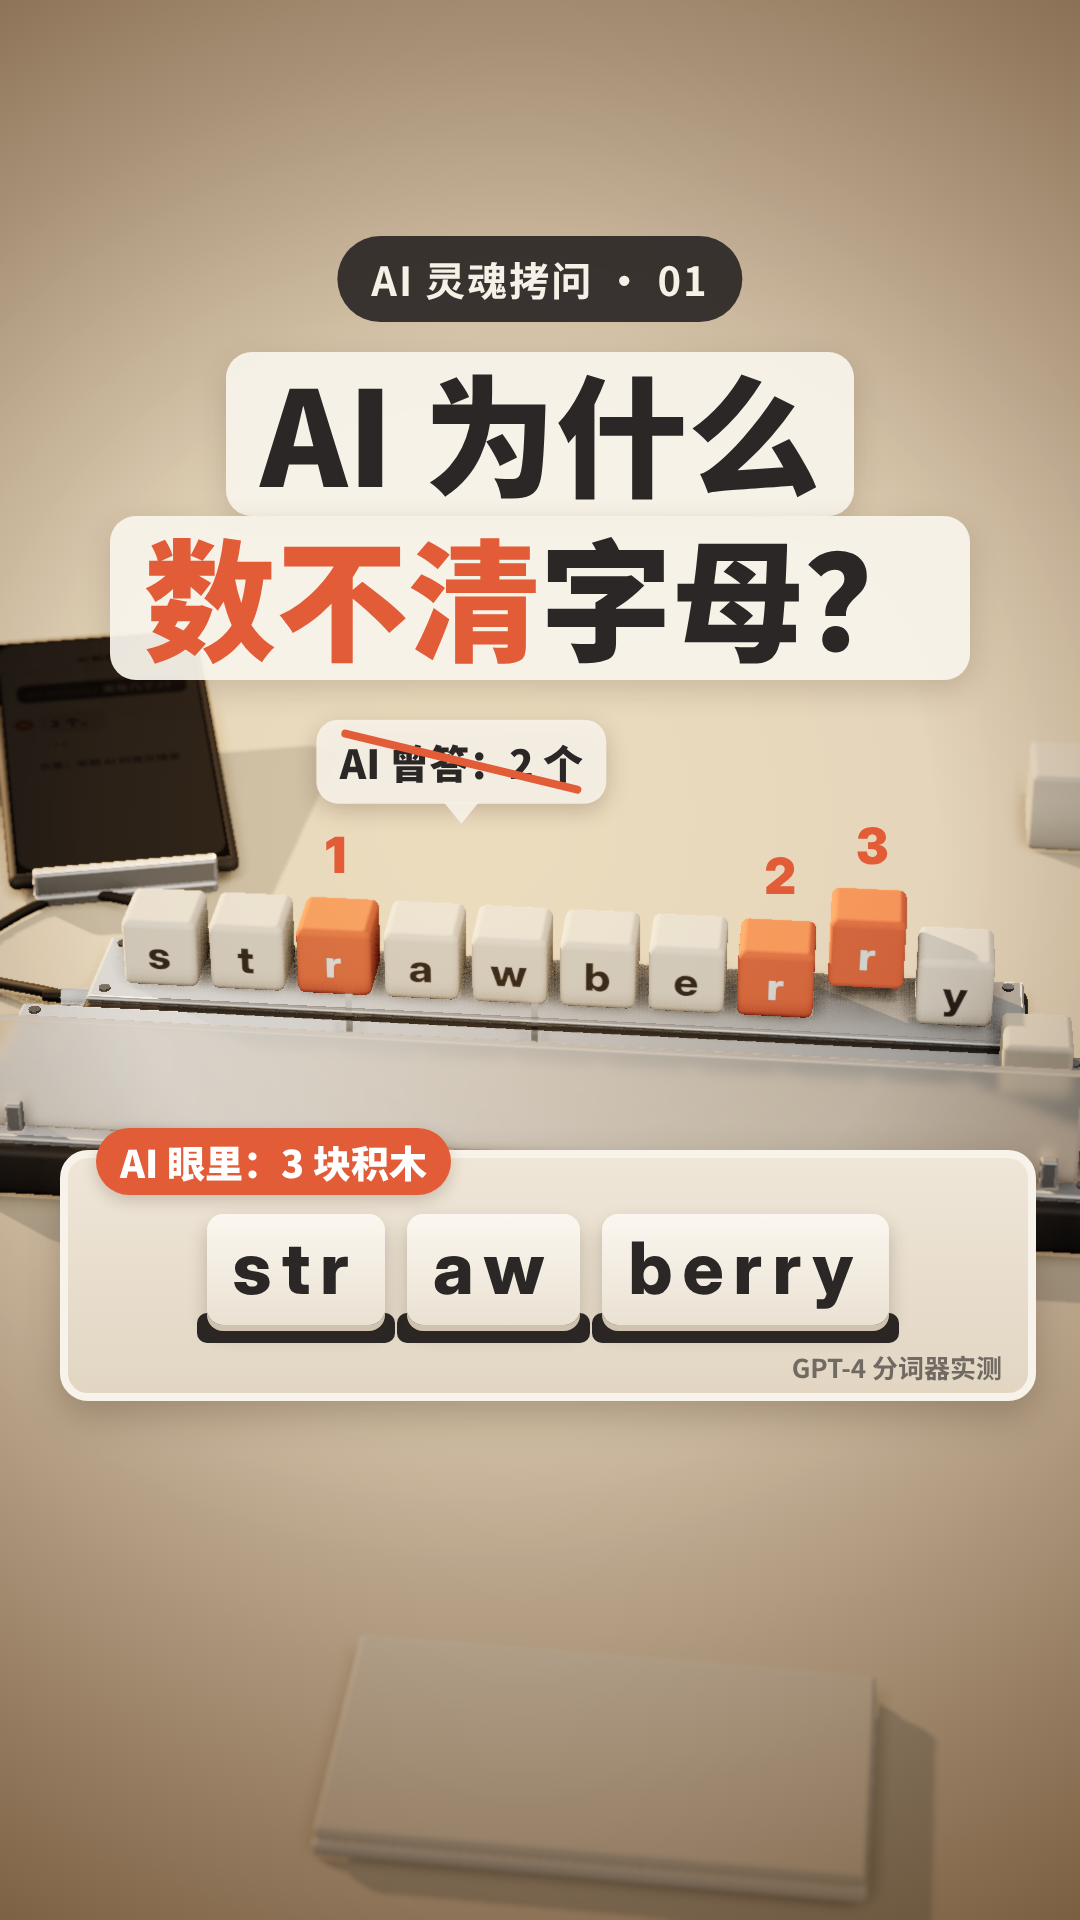 AI 灵魂拷问 · 01
AI 为什么
数不清字母？
AI 曾答：2 个
1
2
3
s t r a w b e r r y
AI 眼里：3 块积木
str aw berry
GPT-4 分词器实测